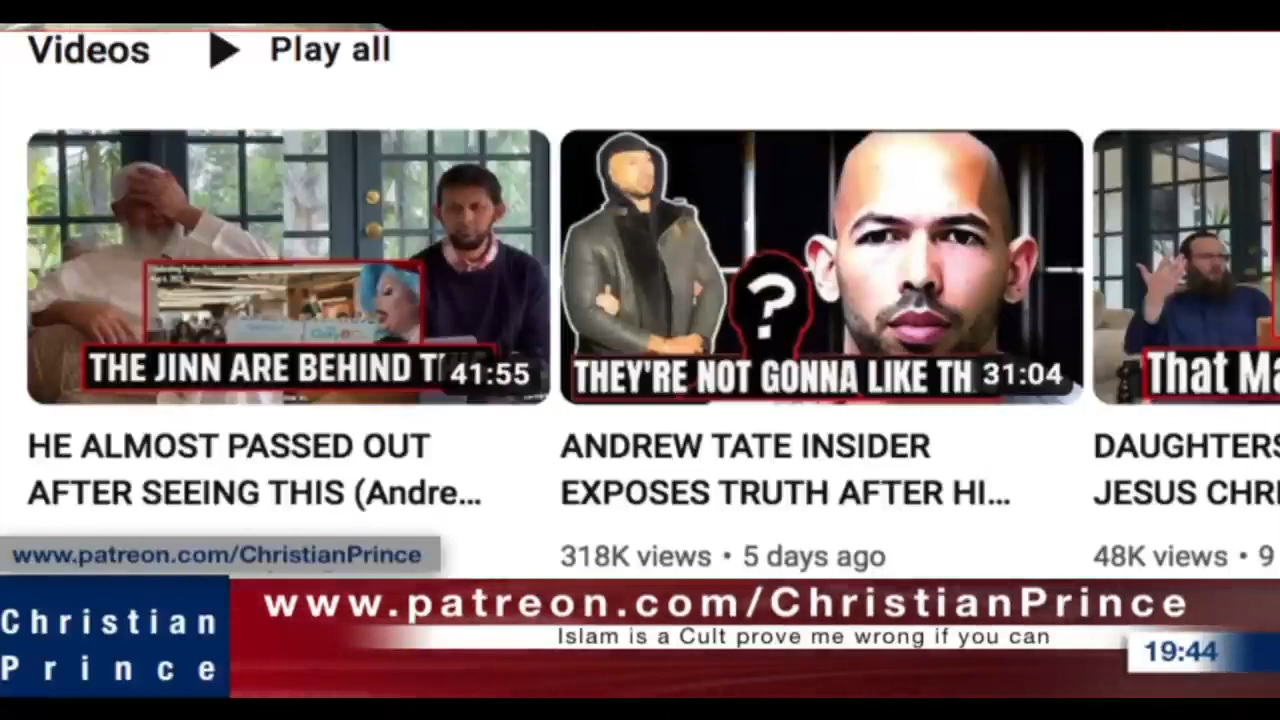 Videos ▶ Play all
THE JINN ARE BEHIND
41:55
THEY'RE NOT GONNA LIKE TH
31:04
That Ma
HE ALMOST PASSED OUT
AFTER SEEING THIS (Andre...
ANDREW TATE INSIDER
EXPOSES TRUTH AFTER HI...
DAUGHTERS
JESUS CHRI
318K views • 5 days ago
48K views • 9
www.patreon.com/ChristianPrince
Christian
Prince
www.patreon.com/ChristianPrince
Islam is a Cult prove me wrong if you can
19:44